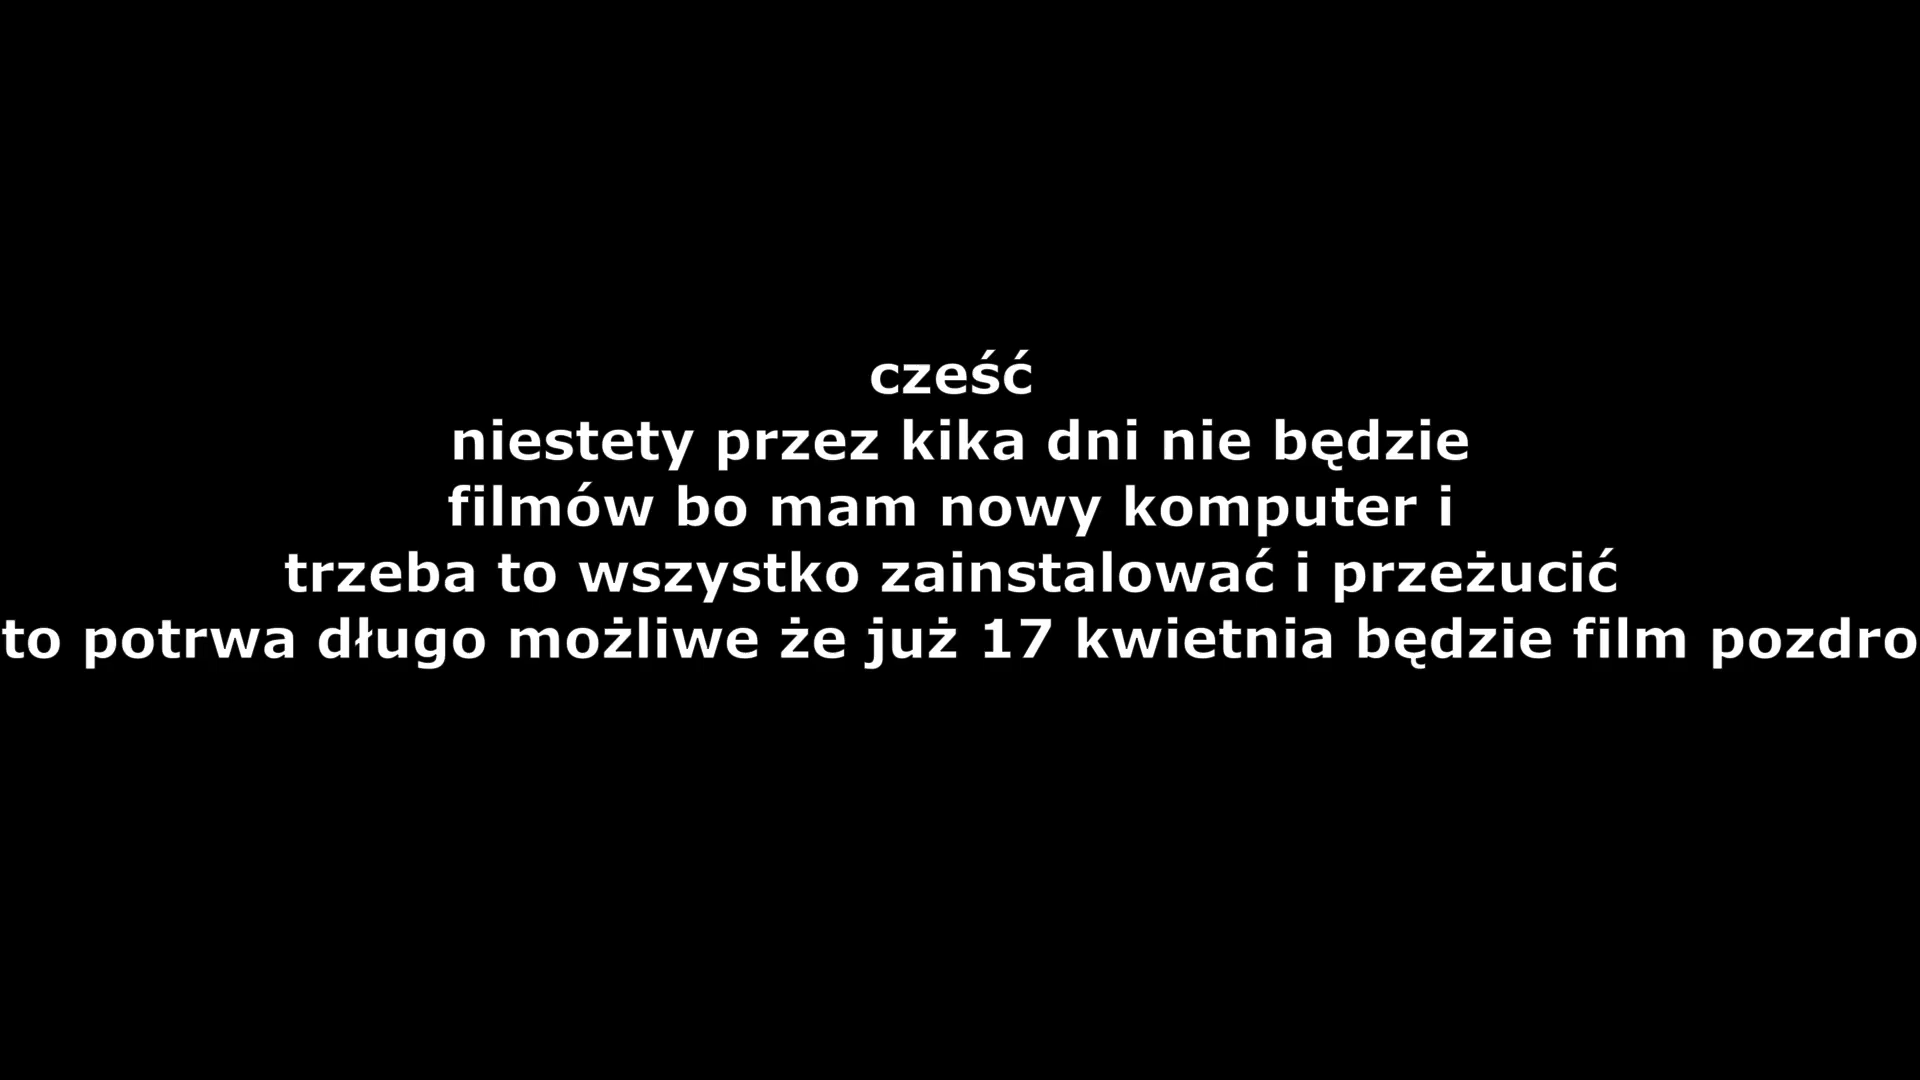 cześć
niestety przez kika dni nie będzie
filmów bo mam nowy komputer i
trzeba to wszystko zainstalować i przeżucić
to potrwa długo możliwe że już 17 kwietnia będzie film pozdro